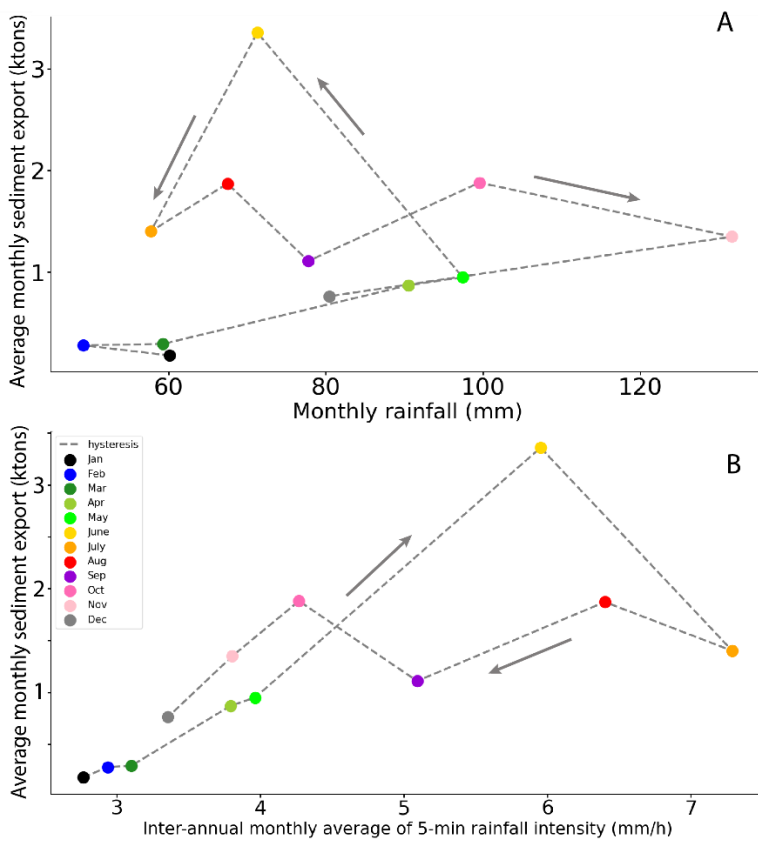 A
Average monthly sediment export (ktons)
3
2
1
60 80 100 120
Monthly rainfall (mm)
B
Average monthly sediment export (ktons)
3
2
1
hysteresis
Jan
Feb
Mar
Apr
May
June
July
Aug
Sep
Oct
Nov
Dec
3 4 5 6 7
Inter-annual monthly average of 5-min rainfall intensity (mm/h)